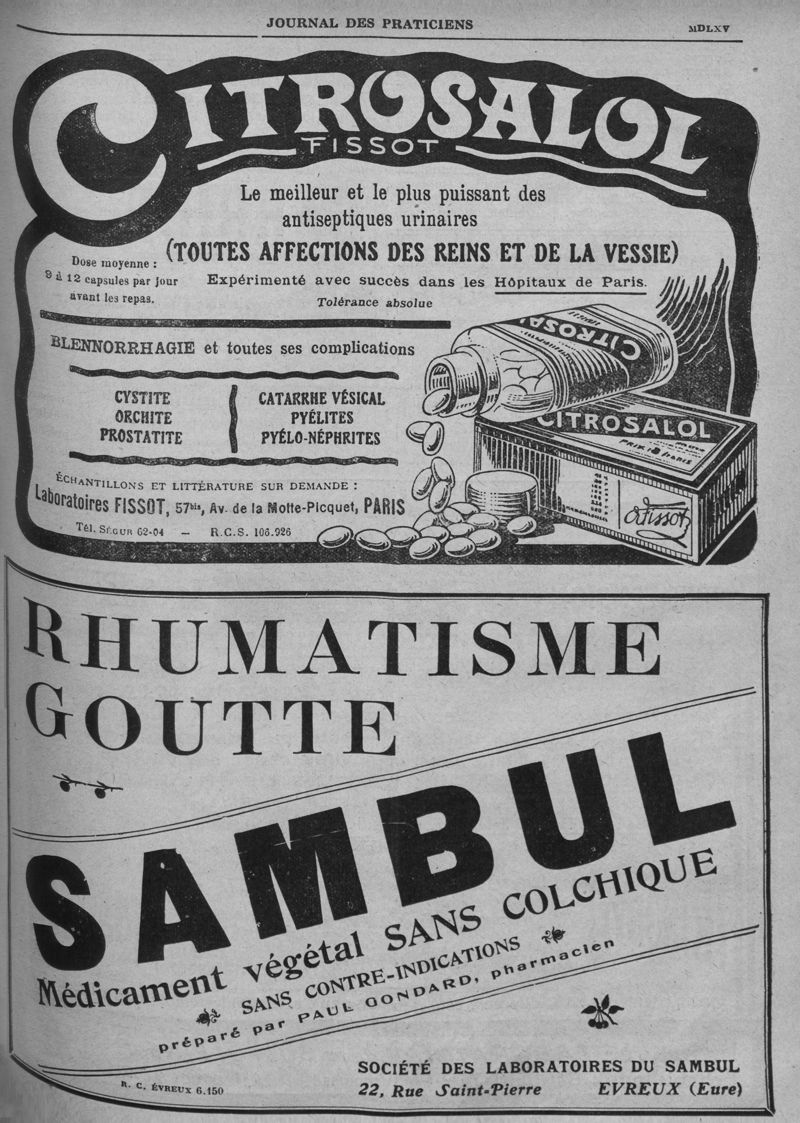 JOURNAL DES PRATICIENS
MDLXV
CITROSALOL
FISSOT
Le meilleur et le plus puissant des
antiseptiques urinaires
(TOUTES AFFECTIONS DES REINS ET DE LA VESSIE)
Dose moyenne :
9 à 12 capsules par jour
avant les repas.
Expérimenté avec succès dans les Hôpitaux de Paris.
Tolérance absolue
BLENNORRHAGIE et toutes ses complications
CYSTITE
ORCHITE
PROSTATITE
CATARRHE VÉSICAL
PYÉLITES
PYÉLO-NÉPHRITES
CITROSAL
CITROSALOL
Fissot
ÉCHANTILLONS ET LITTÉRATURE SUR DEMANDE :
Laboratoires FISSOT, 57bis, Av. de la Motte-Picquet, PARIS
Tél. SÉGUR 62-04 — R.C.S. 106.926
RHUMATISME
GOUTTE
SAMBUL
Médicament végétal SANS COLCHIQUE
SANS CONTRE-INDICATIONS
préparé par PAUL GONDARD, pharmacien
SOCIÉTÉ DES LABORATOIRES DU SAMBUL
22, Rue Saint-Pierre EVREUX (Eure)
R. C. ÉVREUX 6.150